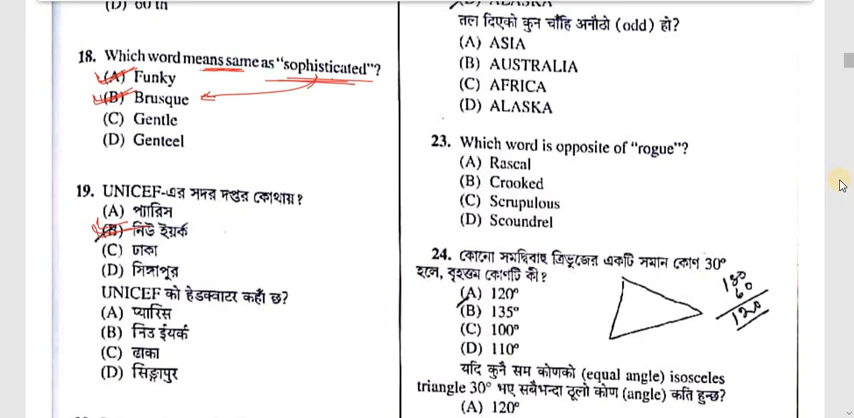 18. Which word means same as "sophisticated"?
(A) Funky
(B) Brusque
(C) Gentle
(D) Genteel
19. UNICEF-এর সদর দপ্তর কোথায়?
(A) প্যারিস
(B) নিউ ইয়র্ক
(C) ঢাকা
(D) সিঙ্গাপুর
UNICEF को हेडक्वाटर कहाँ छ?
(A) प्यारिस
(B) निउ ईयर्क
(C) ढाका
(D) सिङ्गापुर
तल दिएको कुन चाँहि अनौठो (odd) हो?
(A) ASIA
(B) AUSTRALIA
(C) AFRICA
(D) ALASKA
23. Which word is opposite of "rogue"?
(A) Rascal
(B) Crooked
(C) Scrupulous
(D) Scoundrel
24. কোনো সমদ্বিবাহু ত্রিভুজের একটি সমান কোণ 30°
হলে, বৃহত্তম কোণটি কী?
(A) 120°
(B) 135°
(C) 100°
(D) 110°
180
60
120
यदि कुनै सम कोणको (equal angle) isosceles
triangle 30° भए सबैभन्दा ठूलो कोण (angle) कति हुन्छ?
(A) 120°